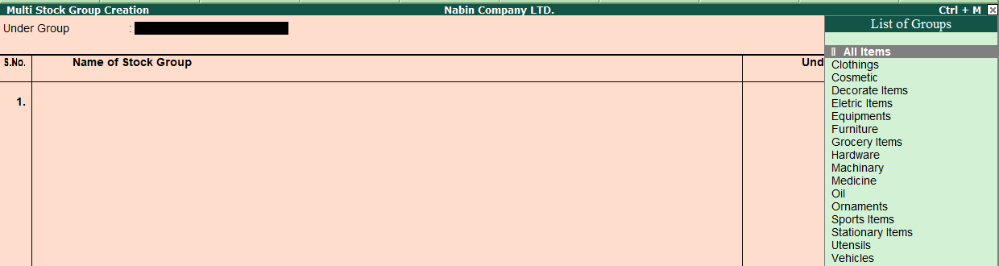 Multi Stock Group Creation Nabin Company LTD. Ctrl + M
Under Group :
List of Groups
S.No. Name of Stock Group Und
1.
All Items
Clothings
Cosmetic
Decorate Items
Eletric Items
Equipments
Furniture
Grocery Items
Hardware
Machinary
Medicine
Oil
Ornaments
Sports Items
Stationary Items
Utensils
Vehicles